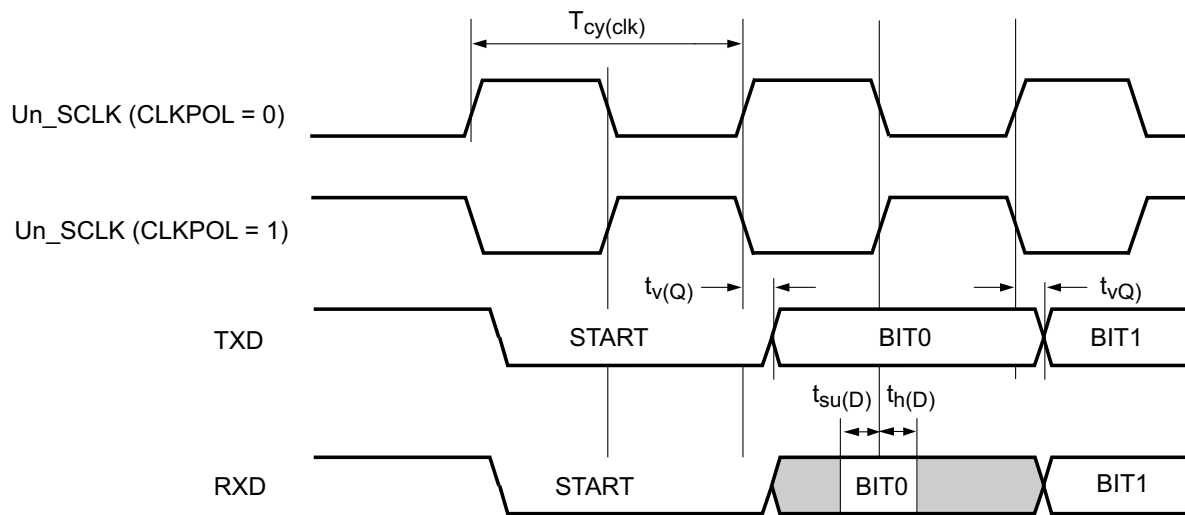 Tcy(clk)
Un_SCLK (CLKPOL = 0)
Un_SCLK (CLKPOL = 1)
tv(Q)
tvQ)
TXD
START
BIT0
BIT1
tsu(D)
th(D)
RXD
START
BIT0
BIT1